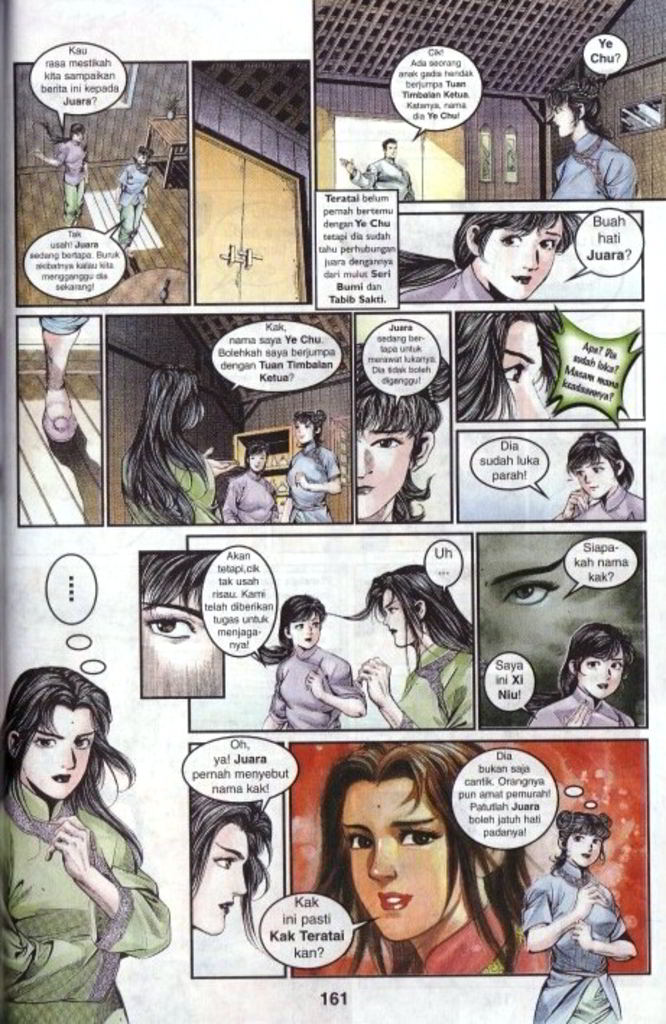 Kau
rasa mestikah
kita sampaikan
berita ini kepada
Juara?
Tak
usah! Juara
sedang bertapa. Buruk
akibatnya kalau kita
mengganggu dia
sekarang!
Cik!
Ada seorang
anak gadis hendak
berjumpa Tuan
Timbalan Ketua.
Katanya, nama
dia Ye Chu!
Ye
Chu?
Teratai belum
pernah bertemu
dengan Ye Chu
tetapi dia sudah
tahu perhubungan
juara dengannya
dari mulut Seri
Bumi dan
Tabib Sakti.
Buah
hati
Juara?
Kak,
nama saya Ye Chu.
Bolehkah saya berjumpa
dengan Tuan Timbalan
Ketua?
Juara
sedang ber-
tapa untuk
merawat lukanya.
Dia tidak boleh
diganggu!
Apa? Dia
sudah luka?
Macam mana
keadaannya?
Dia
sudah luka
parah!
....
Akan
tetapi,cik
tak usah
risau. Kami
telah diberikan
tugas untuk
menjaga-
nya!
Uh
...
Siapa-
kah nama
kak?
Saya
ini Xi
Niu!
Oh,
ya! Juara
pernah menyebut
nama kak!
Kak
ini pasti
Kak Teratai
kan?
Dia
bukan saja
cantik. Orangnya
pun amat pemurah!
Patutlah Juara
boleh jatuh hati
padanya!
161